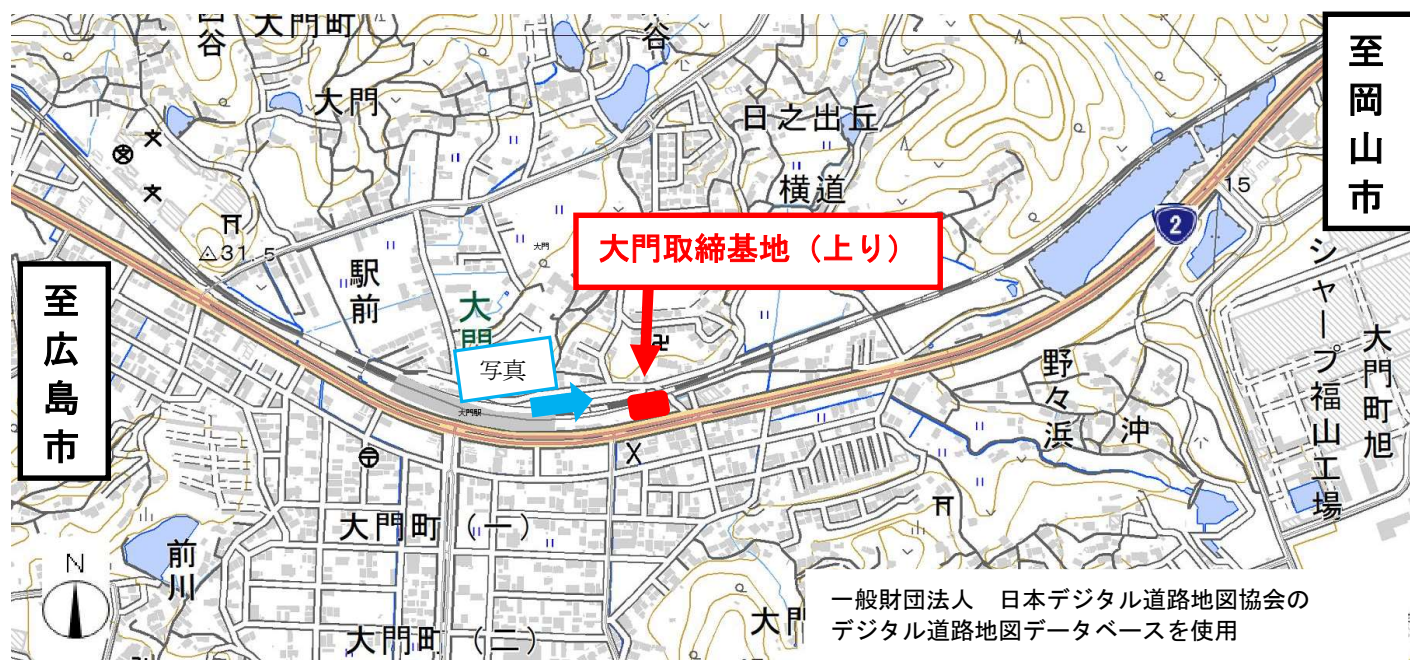 大門町
大門
日之出丘
横道
31.5
駅前
大門
大門
大門取締基地（上り）
写真
大門駅
2
15
至岡山市
至広島市
シャープ福山工場
大門町旭
野々浜
沖
前川
大門町（一）
大門町（二）
N
一般財団法人　日本デジタル道路地図協会の
デジタル道路地図データベースを使用